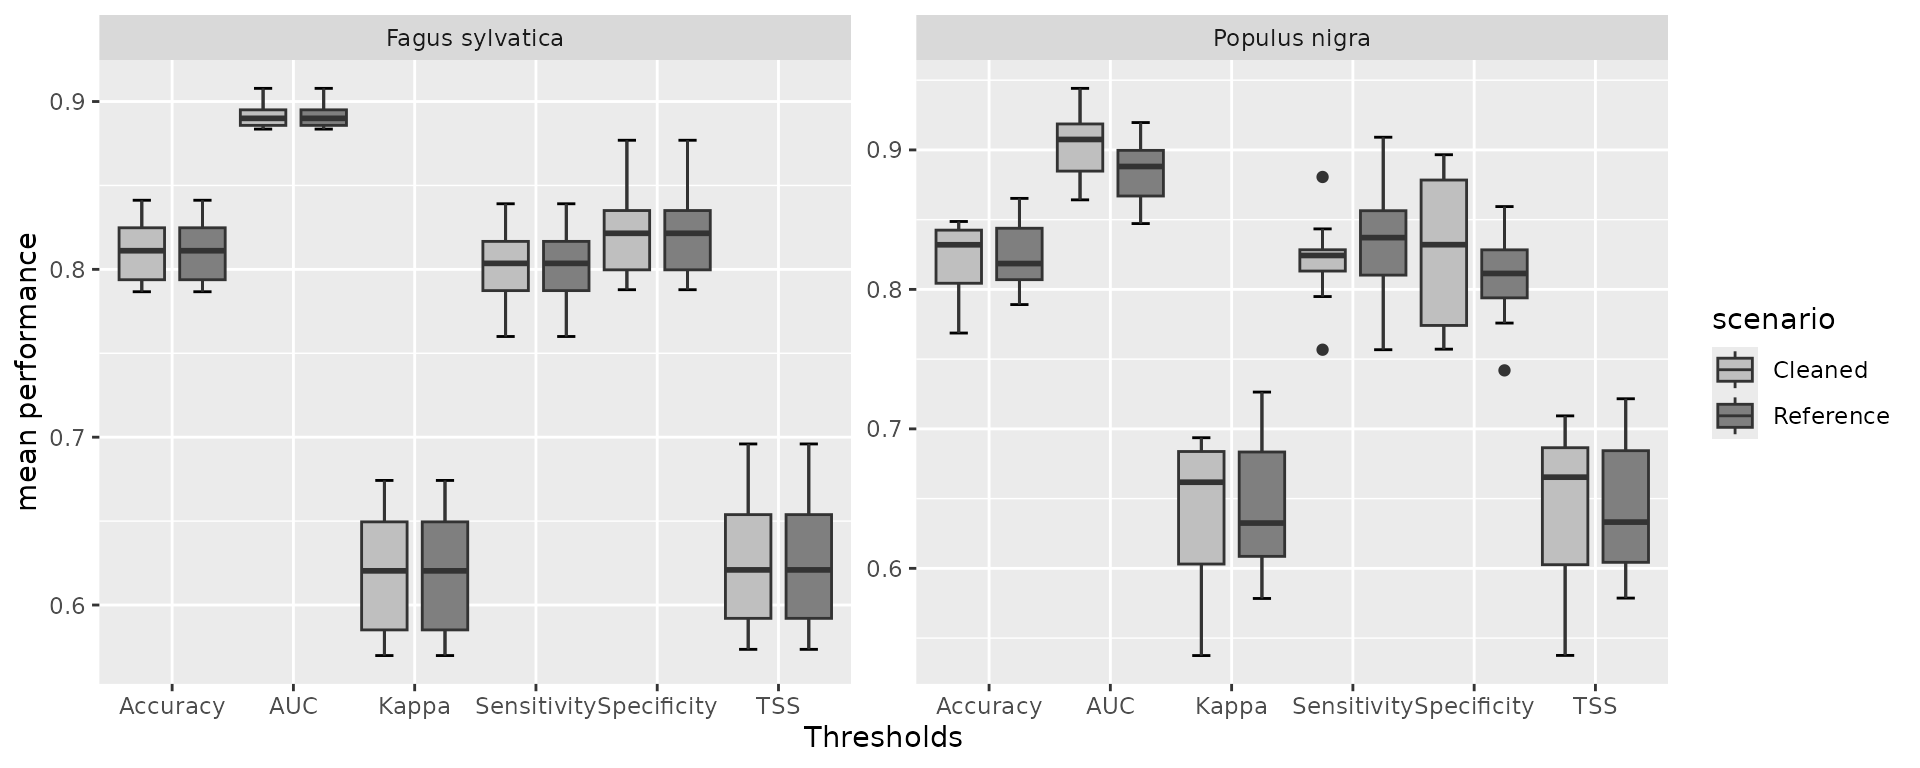 Fagus sylvatica
Populus nigra
mean performance
0.9
0.8
0.7
0.6
0.9
0.8
0.7
0.6
Accuracy AUC Kappa Sensitivity Specificity TSS
Accuracy AUC Kappa Sensitivity Specificity TSS
Thresholds
scenario
Cleaned
Reference